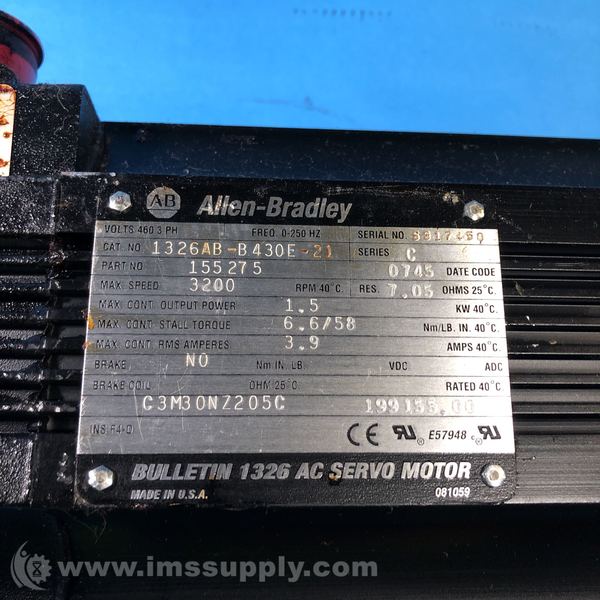 AB Allen-Bradley
VOLTS 460 3 PH FREQ. 0-250 HZ SERIAL NO.
CAT. NO. 1326AB-B430E-21 SERIES C
PART NO 155275 0745 DATE CODE
MAX. SPEED 3200 RPM 40°C. RES. 7.05 OHMS 25°C.
MAX. CONT. OUTPUT POWER 1.5 KW 40°C.
MAX. CONT. STALL TORQUE 6.6/58 Nm/LB. IN. 40°C.
MAX. CONT. RMS AMPERES 3.9 AMPS 40°C.
BRAKE NO Nm IN. LB. VDC ADC
BRAKE COIL OHM 25°C RATED 40°C
C3M30NZ205C
CE E57948
BULLETIN 1326 AC SERVO MOTOR
MADE IN U.S.A. 081059
www.imssupply.com/